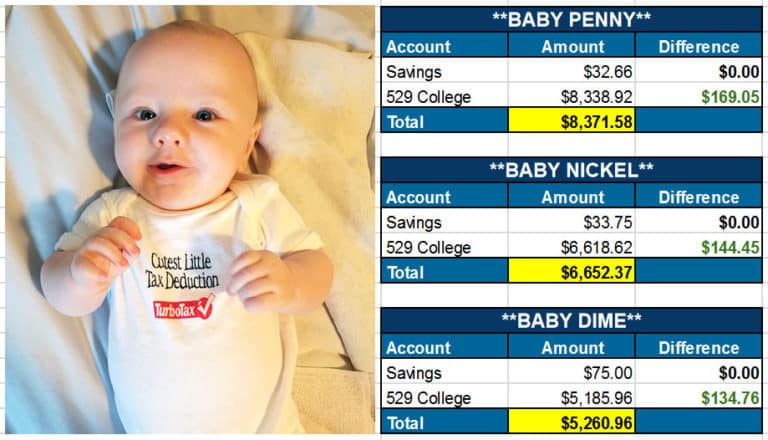 Cutest Little
Tax Deduction
TurboTax
**BABY PENNY**
Account Amount Difference
Savings $32.66 $0.00
529 College $8,338.92 $169.05
Total $8,371.58
**BABY NICKEL**
Account Amount Difference
Savings $33.75 $0.00
529 College $6,618.62 $144.45
Total $6,652.37
**BABY DIME**
Account Amount Difference
Savings $75.00 $0.00
529 College $5,185.96 $134.76
Total $5,260.96